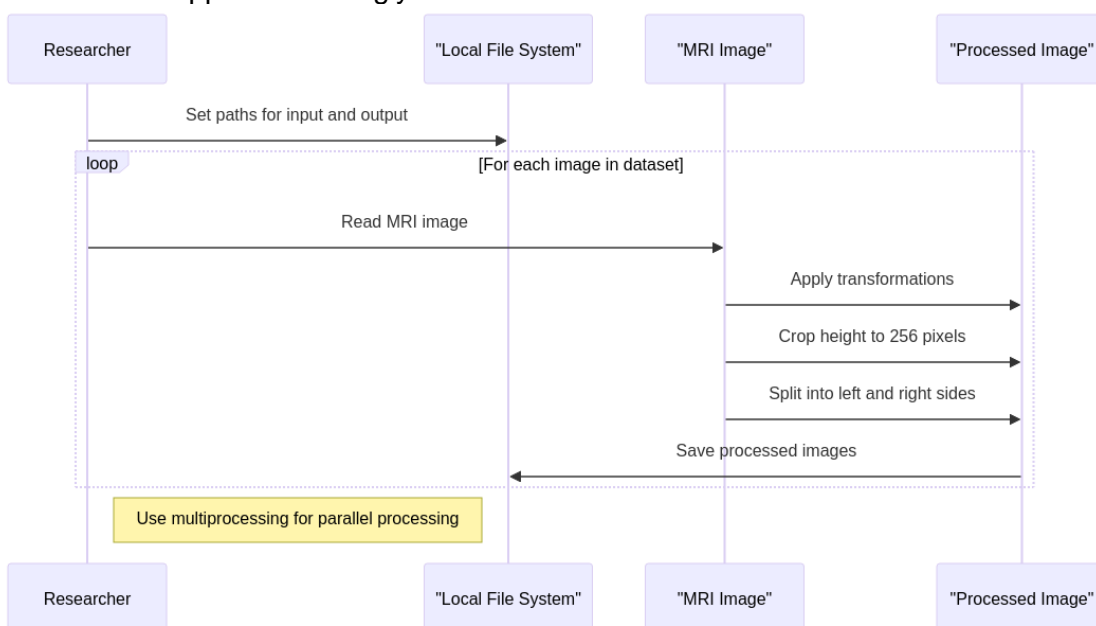 Researcher
"Local File System"
"MRI Image"
"Processed Image"
Set paths for input and output
loop
[For each image in dataset]
Read MRI image
Apply transformations
Crop height to 256 pixels
Split into left and right sides
Save processed images
Use multiprocessing for parallel processing
Researcher
"Local File System"
"MRI Image"
"Processed Image"